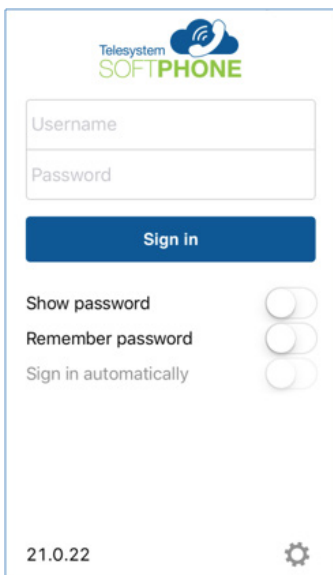 Telesystem
SOFTPHONE
Username
Password
Sign in
Show password
Remember password
Sign in automatically
21.0.22